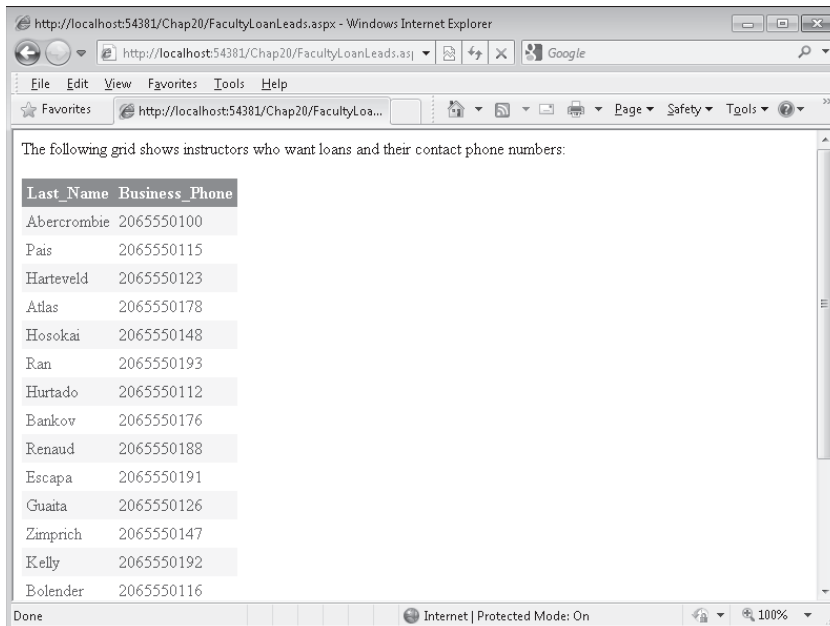 http://localhost:54381/Chap20/FacultyLoanLeads.aspx - Windows Internet Explorer
http://localhost:54381/Chap20/FacultyLoanLeads.asp
Google
File Edit View Favorites Tools Help
Favorites http://localhost:54381/Chap20/FacultyLoa... Page Safety Tools
The following grid shows instructors who want loans and their contact phone numbers:
Last_Name Business_Phone
Abercrombie 2065550100
Pais 2065550115
Harteveld 2065550123
Atlas 2065550178
Hosokai 2065550148
Ran 2065550193
Hurtado 2065550112
Bankov 2065550176
Renaud 2065550188
Escapa 2065550191
Guaita 2065550126
Zimprich 2065550147
Kelly 2065550192
Bolender 2065550116
Done Internet | Protected Mode: On 100%